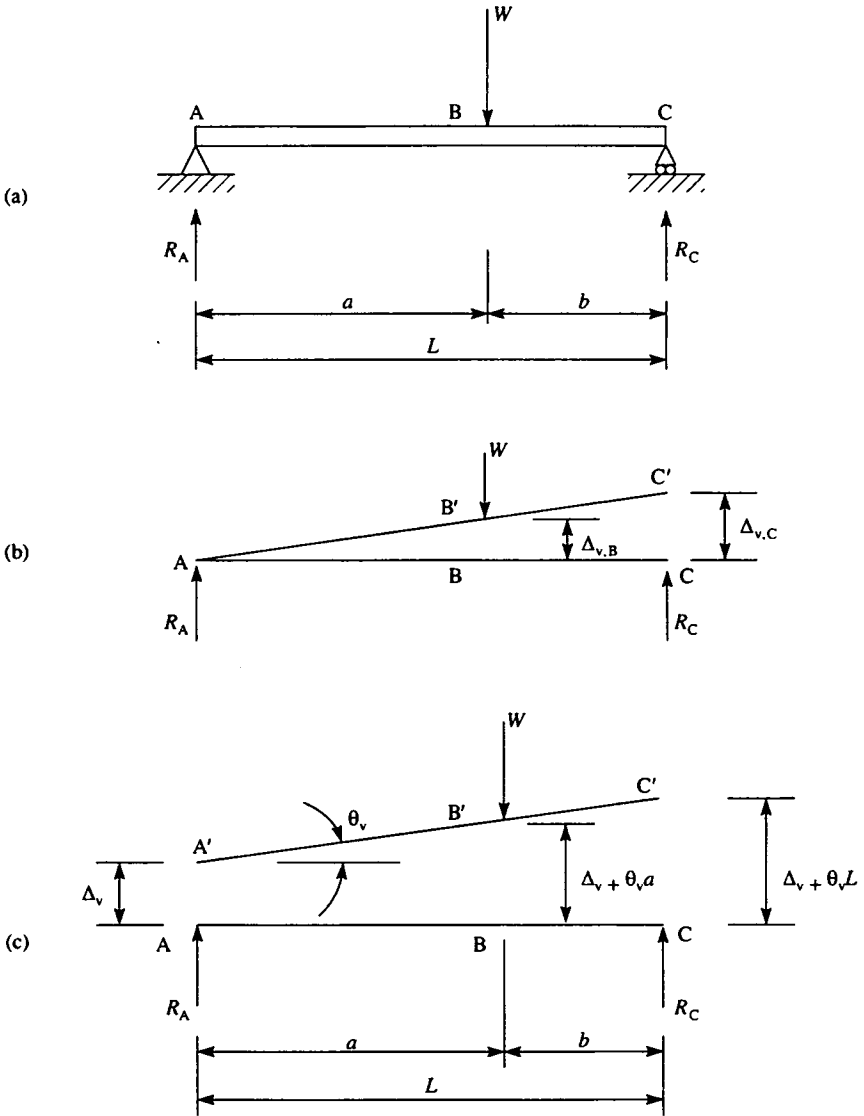 W
A B C
(a)
R_A R_C
a b
L
W
B′ C′
Δ_v,B Δ_v,C
(b)
A B C
R_A R_C
W
C′
B′
θ_v
A′
Δ_v Δ_v + θ_v a Δ_v + θ_v L
(c)
A B C
R_A R_C
a b
L